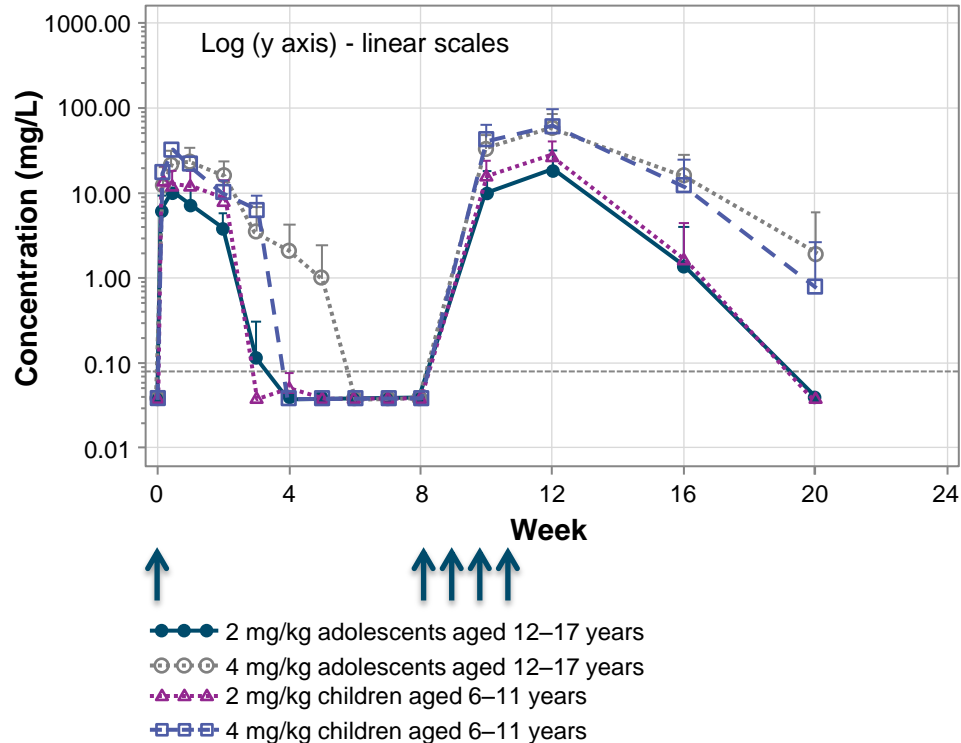 Log (y axis) - linear scales
Concentration (mg/L)
1000.00
100.00
10.00
1.00
0.10
0.01
0 4 8 12 16 20 24
Week
2 mg/kg adolescents aged 12–17 years
4 mg/kg adolescents aged 12–17 years
2 mg/kg children aged 6–11 years
4 mg/kg children aged 6–11 years